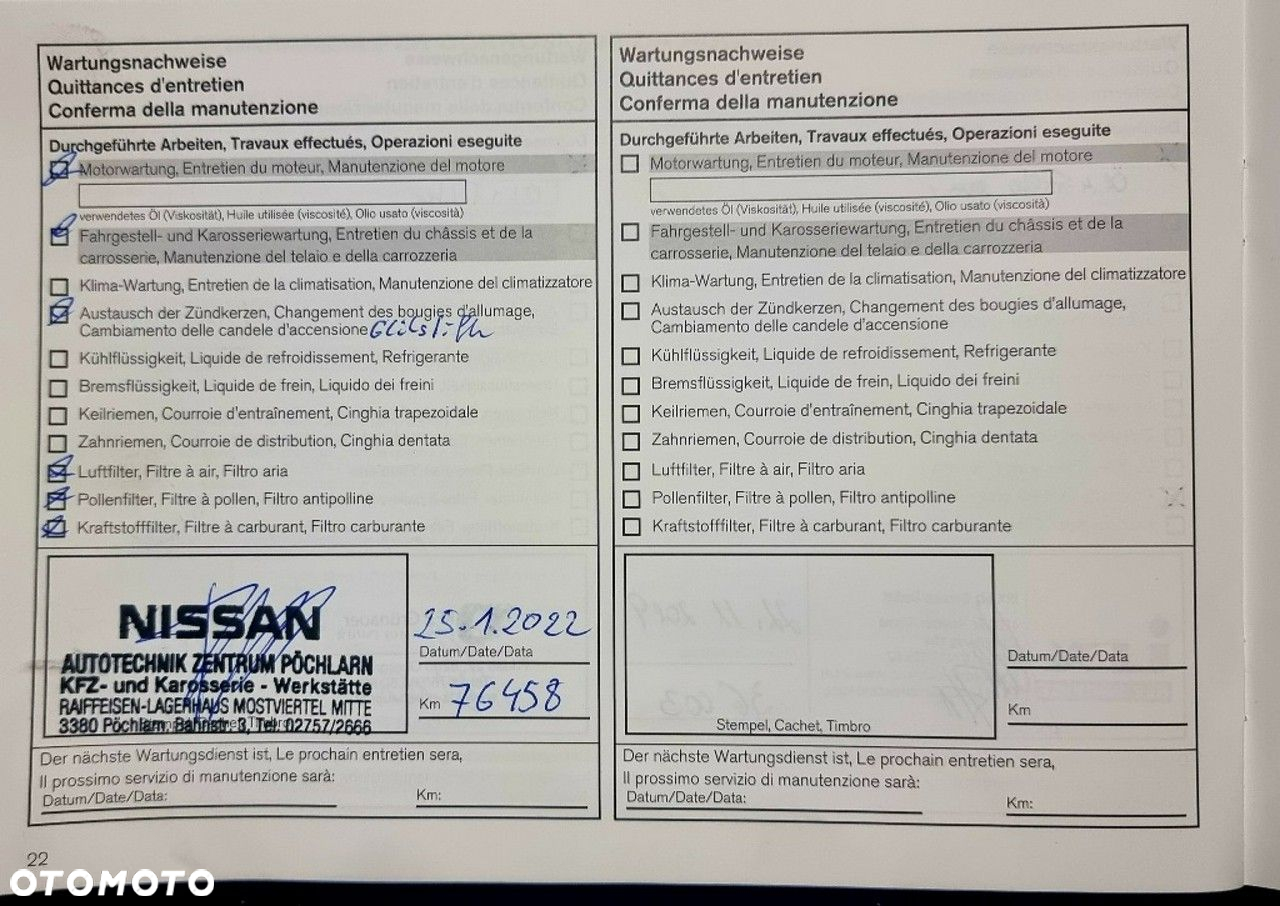 Wartungsnachweise
Quittances d'entretien
Conferma della manutenzione
Durchgeführte Arbeiten, Travaux effectués, Operazioni eseguite
Motorwartung, Entretien du moteur, Manutenzione del motore
verwendetes Öl (Viskosität), Huile utilisée (viscosité), Olio usato (viscosità)
Fahrgestell- und Karosseriewartung, Entretien du châssis et de la
carrosserie, Manutenzione del telaio e della carrozzeria
Klima-Wartung, Entretien de la climatisation, Manutenzione del climatizzatore
Austausch der Zündkerzen, Changement des bougies d'allumage,
Cambiamento delle candele d'accensione
Kühlflüssigkeit, Liquide de refroidissement, Refrigerante
Bremsflüssigkeit, Liquide de frein, Liquido dei freini
Keilriemen, Courroie d'entraînement, Cinghia trapezoidale
Zahnriemen, Courroie de distribution, Cinghia dentata
Luftfilter, Filtre à air, Filtro aria
Pollenfilter, Filtre à pollen, Filtro antipolline
Kraftstofffilter, Filtre à carburant, Filtro carburante
NISSAN
AUTOTECHNIK ZENTRUM PÖCHLARN
KFZ- und Karosserie - Werkstätte
RAIFFEISEN-LAGERHAUS MOSTVIERTEL MITTE
3380 Pöchlarn, Bahnstr. 3, Tel. 02757/2666
25.1.2022
Datum/Date/Data
Km 76458
Der nächste Wartungsdienst ist, Le prochain entretien sera,
Il prossimo servizio di manutenzione sarà:
Datum/Date/Data:
Km:
Wartungsnachweise
Quittances d'entretien
Conferma della manutenzione
Durchgeführte Arbeiten, Travaux effectués, Operazioni eseguite
Motorwartung, Entretien du moteur, Manutenzione del motore
verwendetes Öl (Viskosität), Huile utilisée (viscosité), Olio usato (viscosità)
Fahrgestell- und Karosseriewartung, Entretien du châssis et de la
carrosserie, Manutenzione del telaio e della carrozzeria
Klima-Wartung, Entretien de la climatisation, Manutenzione del climatizzatore
Austausch der Zündkerzen, Changement des bougies d'allumage,
Cambiamento delle candele d'accensione
Kühlflüssigkeit, Liquide de refroidissement, Refrigerante
Bremsflüssigkeit, Liquide de frein, Liquido dei freini
Keilriemen, Courroie d'entraînement, Cinghia trapezoidale
Zahnriemen, Courroie de distribution, Cinghia dentata
Luftfilter, Filtre à air, Filtro aria
Pollenfilter, Filtre à pollen, Filtro antipolline
Kraftstofffilter, Filtre à carburant, Filtro carburante
Datum/Date/Data
Km
Stempel, Cachet, Timbro
Der nächste Wartungsdienst ist, Le prochain entretien sera,
Il prossimo servizio di manutenzione sarà:
Datum/Date/Data:
Km:
22
OTOMOTO